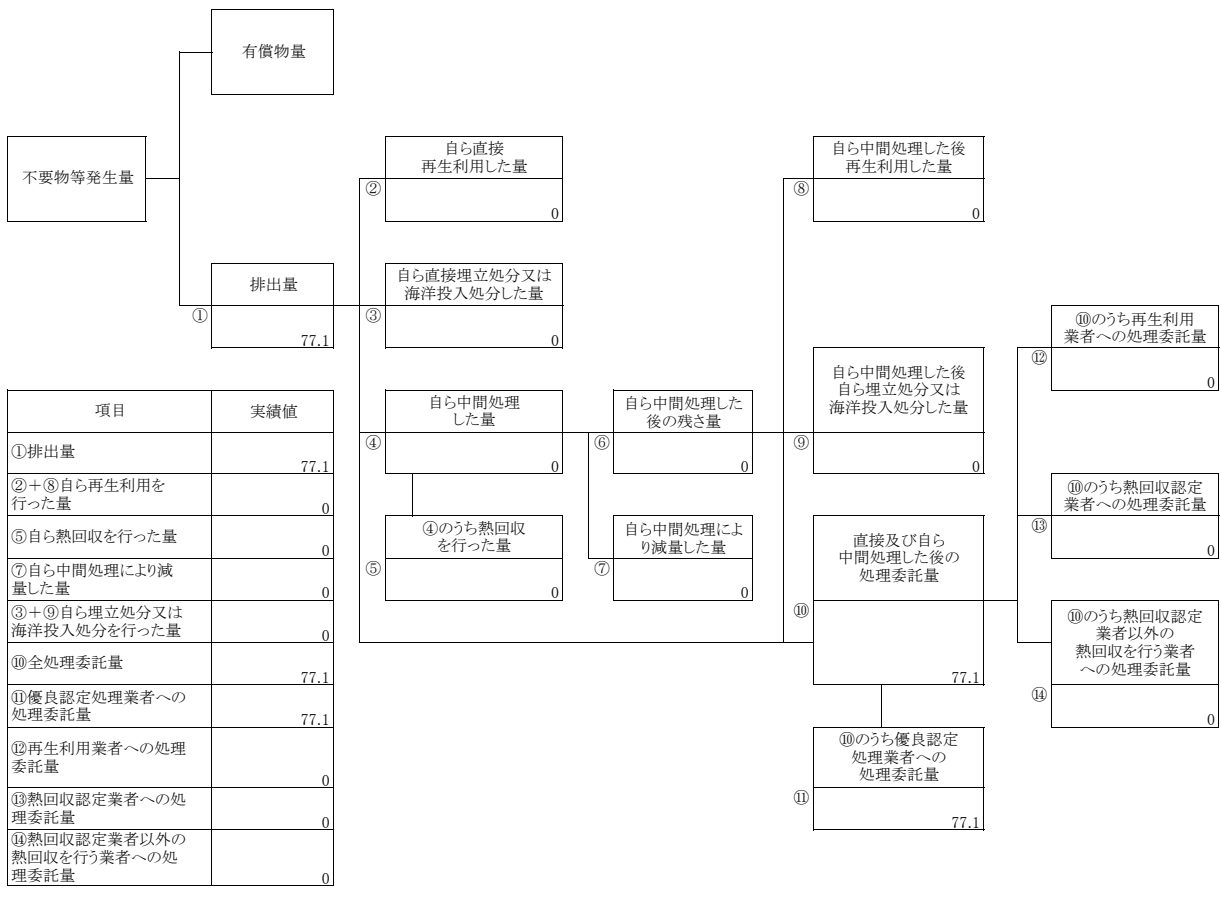 有償物量
不要物等発生量
排出量
①
77.1
自ら直接
再生利用した量
②
0
自ら直接埋立処分又は
海洋投入処分した量
③
0
自ら中間処理
した量
④
0
④のうち熱回収
を行った量
⑤
0
自ら中間処理した
後の残さ量
⑥
0
自ら中間処理によ
り減量した量
⑦
0
自ら中間処理した後
再生利用した量
⑧
0
自ら中間処理した後
自ら埋立処分又は
海洋投入処分した量
⑨
0
直接及び自ら
中間処理した後の
処理委託量
⑩
77.1
⑩のうち優良認定
処理業者への
処理委託量
⑪
77.1
⑩のうち再生利用
業者への処理委託量
⑫
0
⑩のうち熱回収認定
業者への処理委託量
⑬
0
⑩のうち熱回収認定
業者以外の
熱回収を行う業者
への処理委託量
⑭
0
項目 実績値
①排出量
77.1
②＋⑧自ら再生利用を
行った量
0
⑤自ら熱回収を行った量
0
⑦自ら中間処理により減
量した量
0
③＋⑨自ら埋立処分又は
海洋投入処分を行った量
0
⑩全処理委託量
77.1
⑪優良認定処理業者への
処理委託量
77.1
⑫再生利用業者への処理
委託量
0
⑬熱回収認定業者への処
理委託量
0
⑭熱回収認定業者以外の
熱回収を行う業者への処
理委託量
0